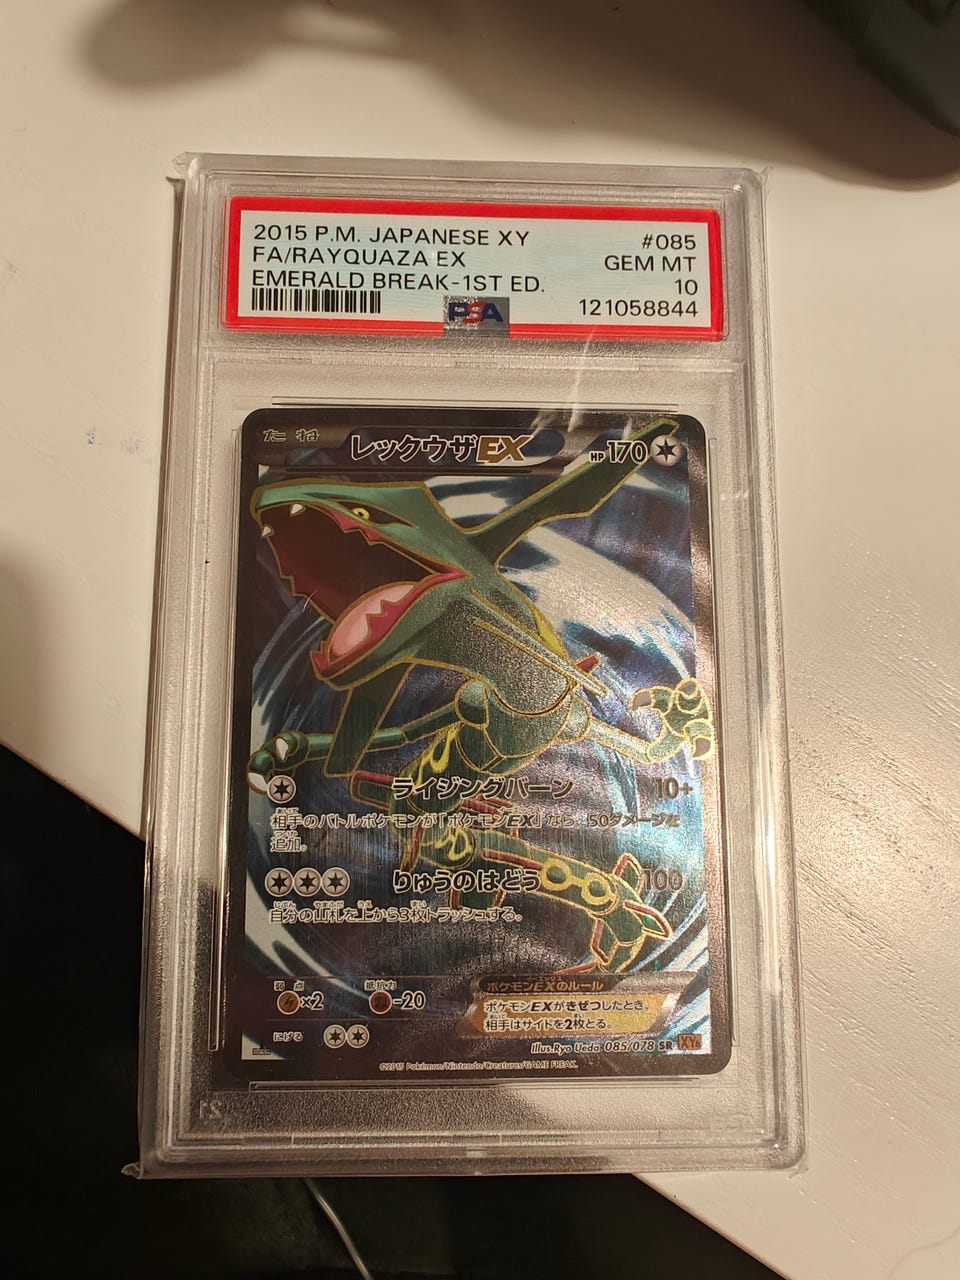 2015 P.M. JAPANESE XY #085
FA/RAYQUAZA EX GEM MT
EMERALD BREAK-1ST ED. 10
PSA 121058844
たね レックウザEX HP170
ライジングバーン 10+
相手のバトルポケモンが「ポケモンEX」なら、50ダメージを
追加。
りゅうのはどう 100
自分の山札を上から3枚トラッシュする。
弱点 抵抗力
×2 -20
にげる
ポケモンEXのルール
ポケモンEXがきぜつしたとき、
相手はサイドを2枚とる。
Illus.Ryo Ueda 085/078 SR XY6
©2015 Pokémon/Nintendo/Creatures/GAME FREAK.